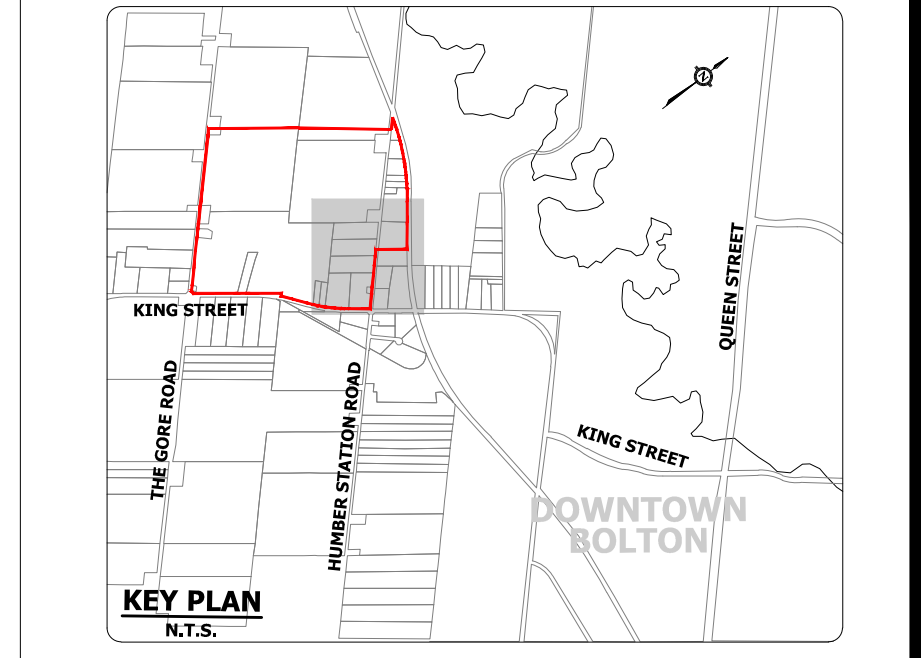 N
QUEEN STREET
KING STREET
THE GORE ROAD
HUMBER STATION ROAD
KING STREET
DOWNTOWN
BOLTON
KEY PLAN
N.T.S.